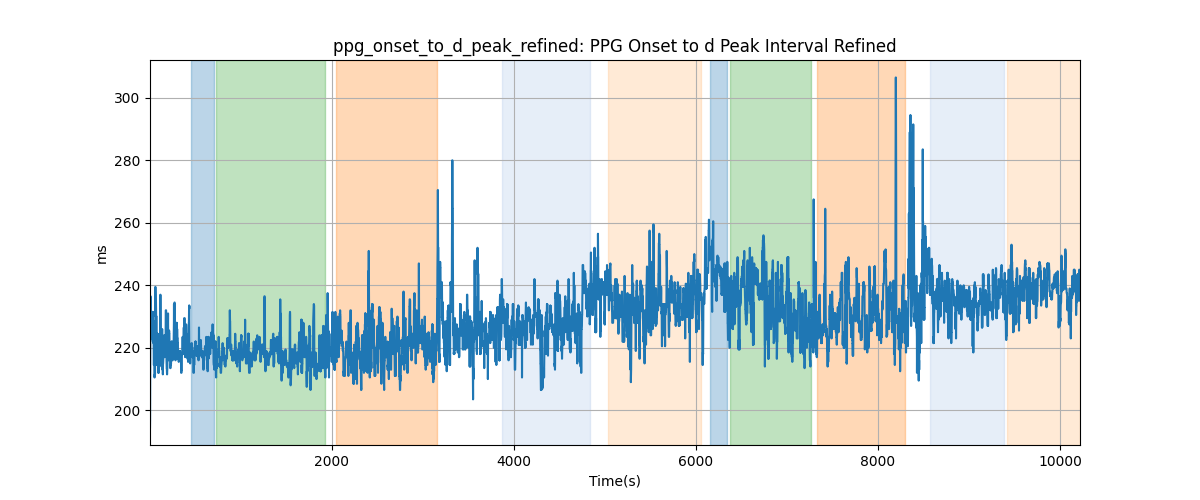 ppg_onset_to_d_peak_refined: PPG Onset to d Peak Interval Refined
300
280
260
240
220
200
ms
2000 4000 6000 8000 10000
Time(s)